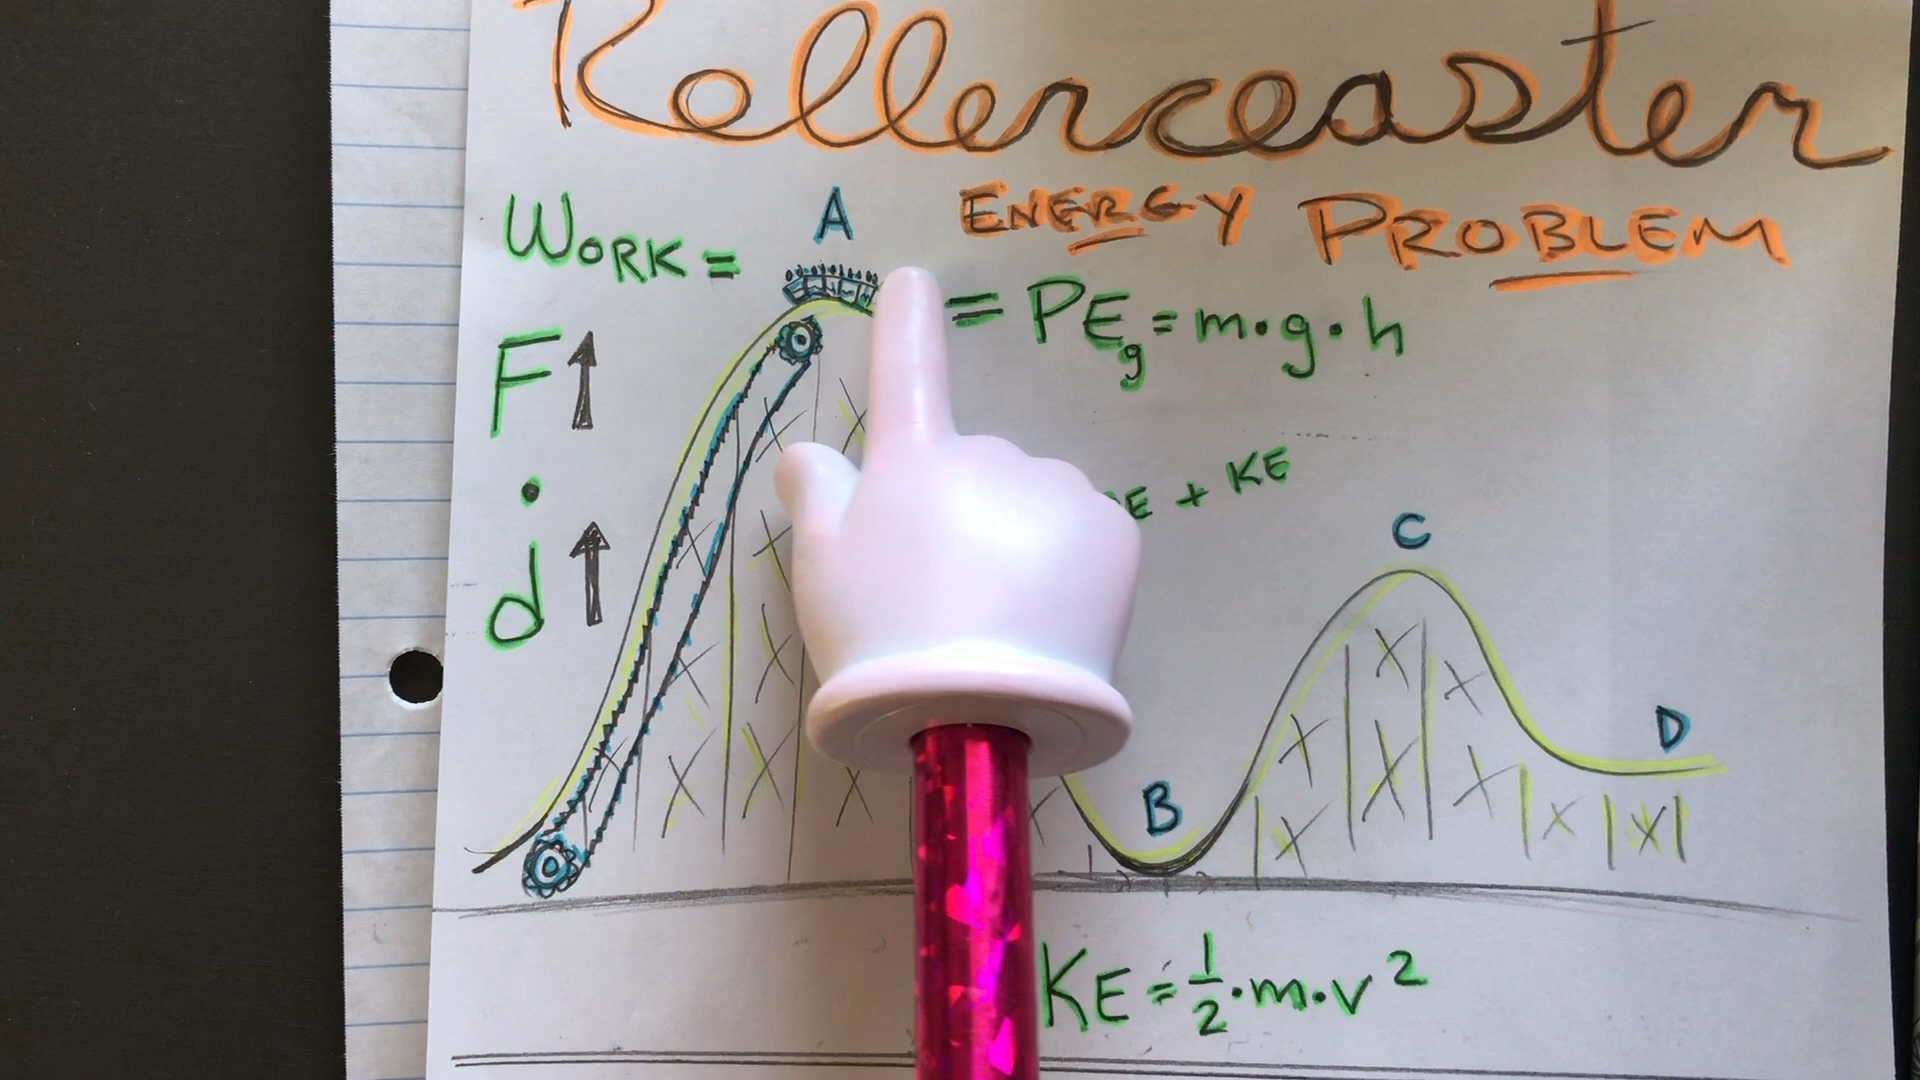 Rollercoaster
ENERGY PROBLEM
WORK =
A
= PEg = m·g·h
F↑
·
d↑
+ KE
C
D
B
KE = 1/2·m·v²